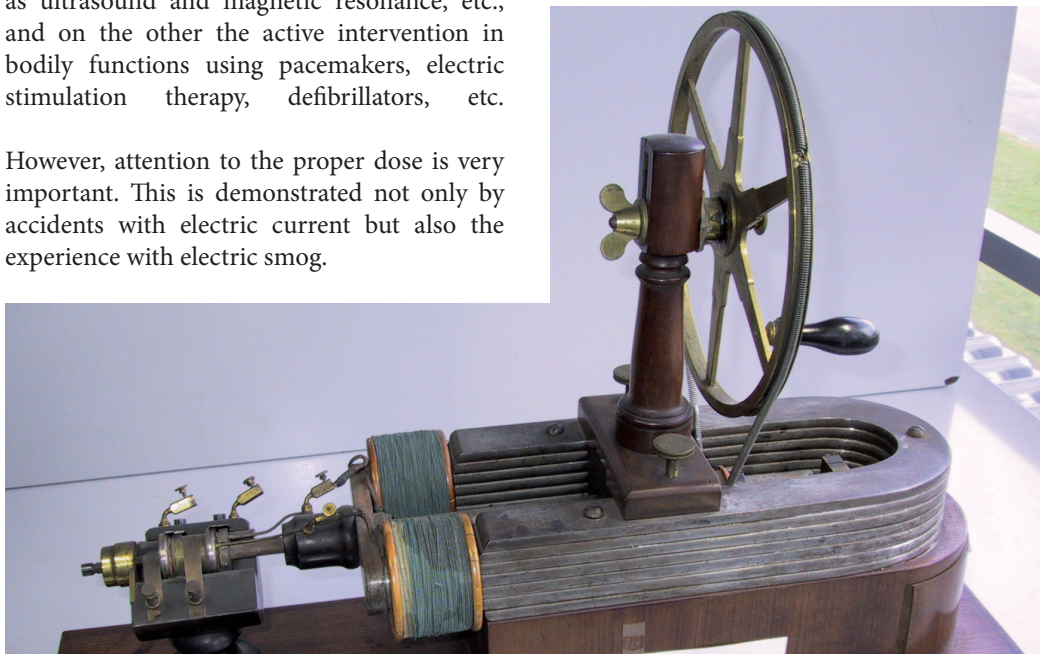 as ultrasound and magnetic resonance, etc.,
and on the other the active intervention in
bodily functions using pacemakers, electric
stimulation therapy, defibrillators, etc.
However, attention to the proper dose is very
important. This is demonstrated not only by
accidents with electric current but also the
experience with electric smog.